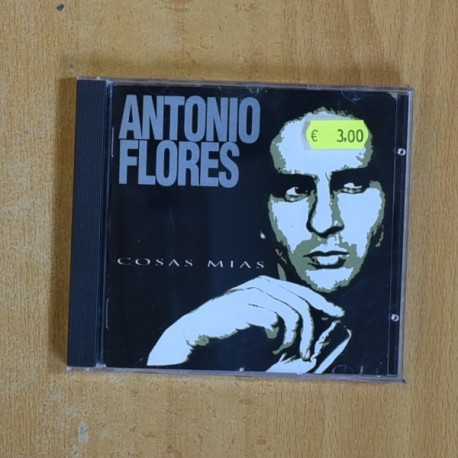 ANTONIO
FLORES
€ 3.00
COSAS MIAS